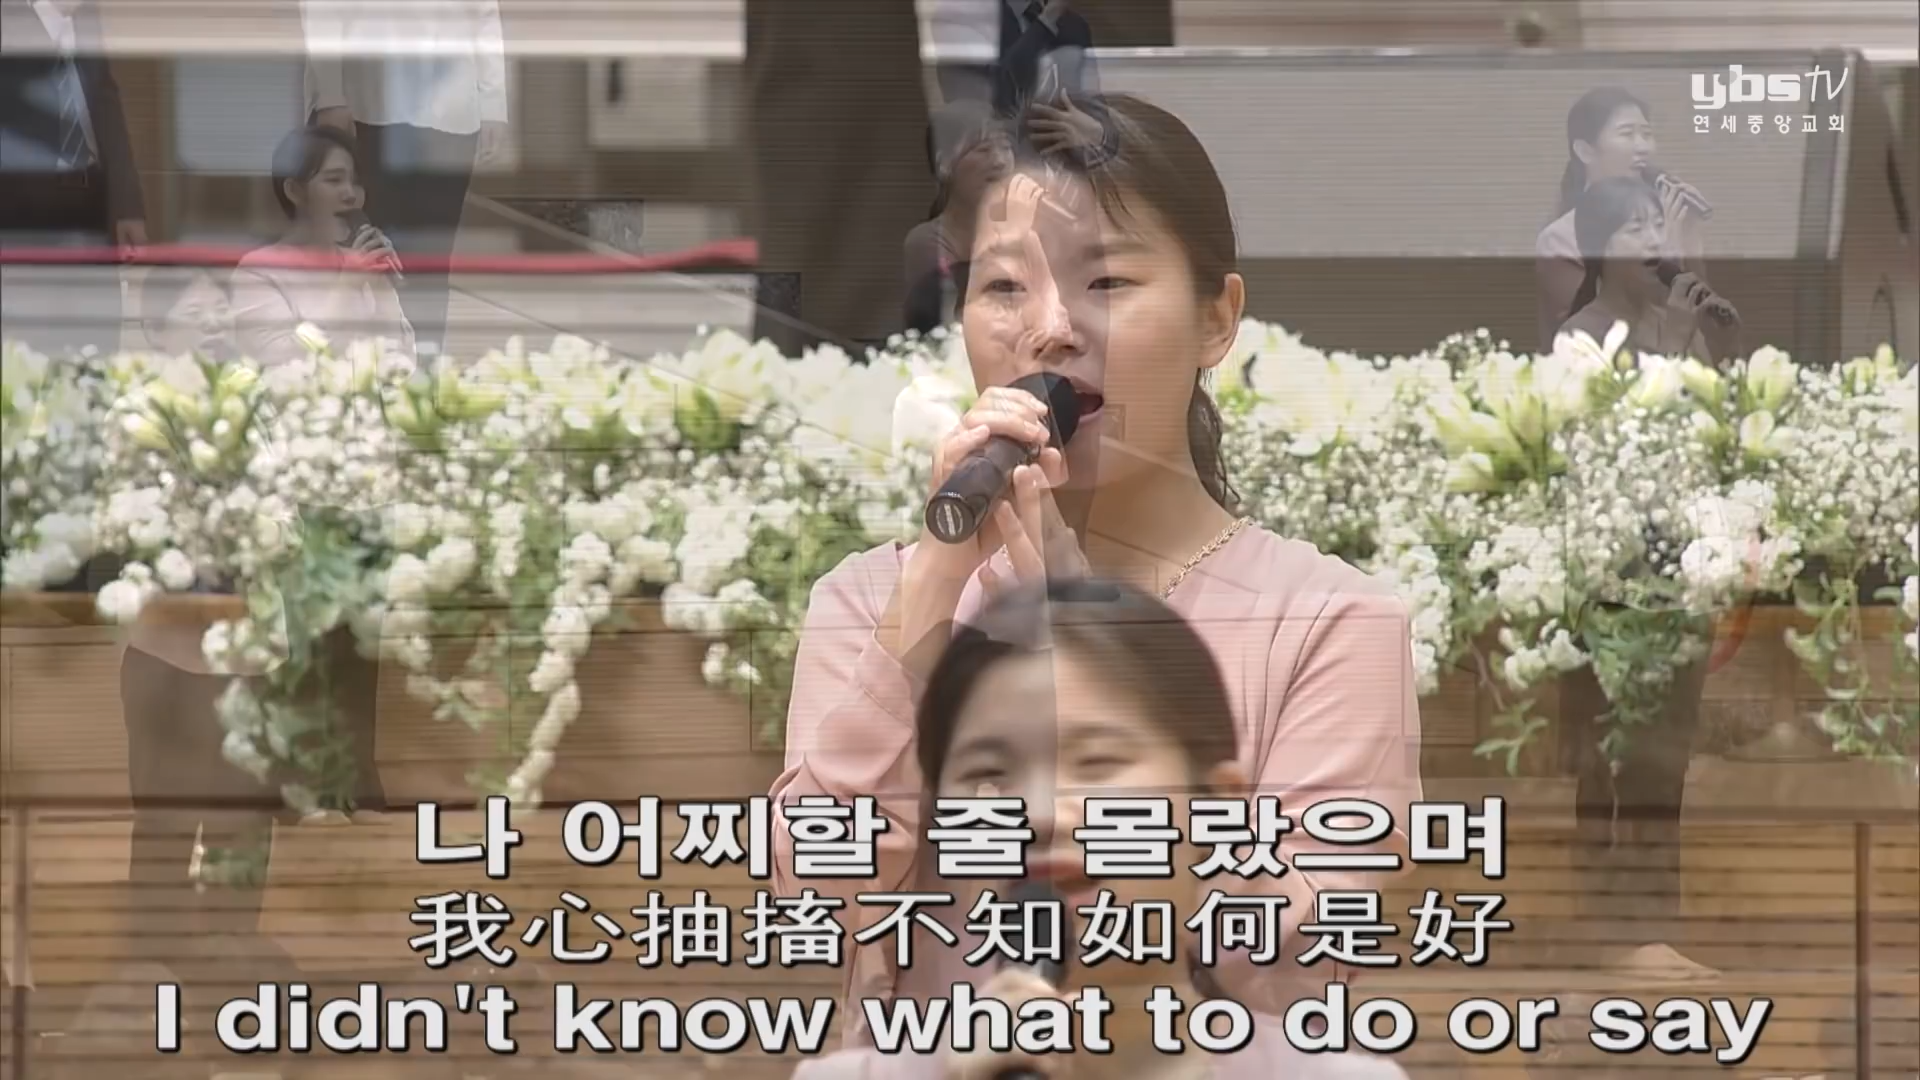 ybs TV
연세중앙교회
나 어찌할 줄 몰랐으며
我心抽搐不知如何是好
I didn't know what to do or say